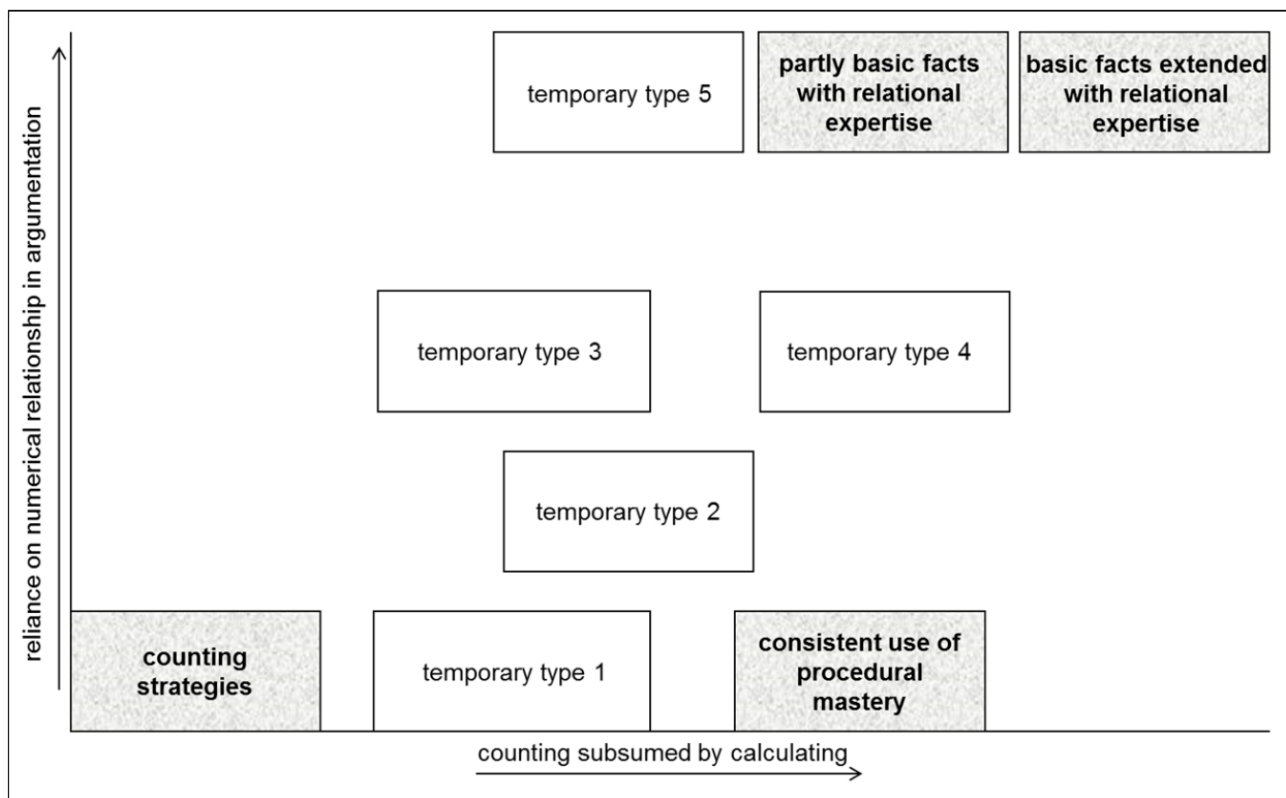 reliance on numerical relationship in argumentation
temporary type 5
partly basic facts
with relational
expertise
basic facts extended
with relational
expertise
temporary type 3
temporary type 4
temporary type 2
counting
strategies
temporary type 1
consistent use of
procedural
mastery
counting subsumed by calculating